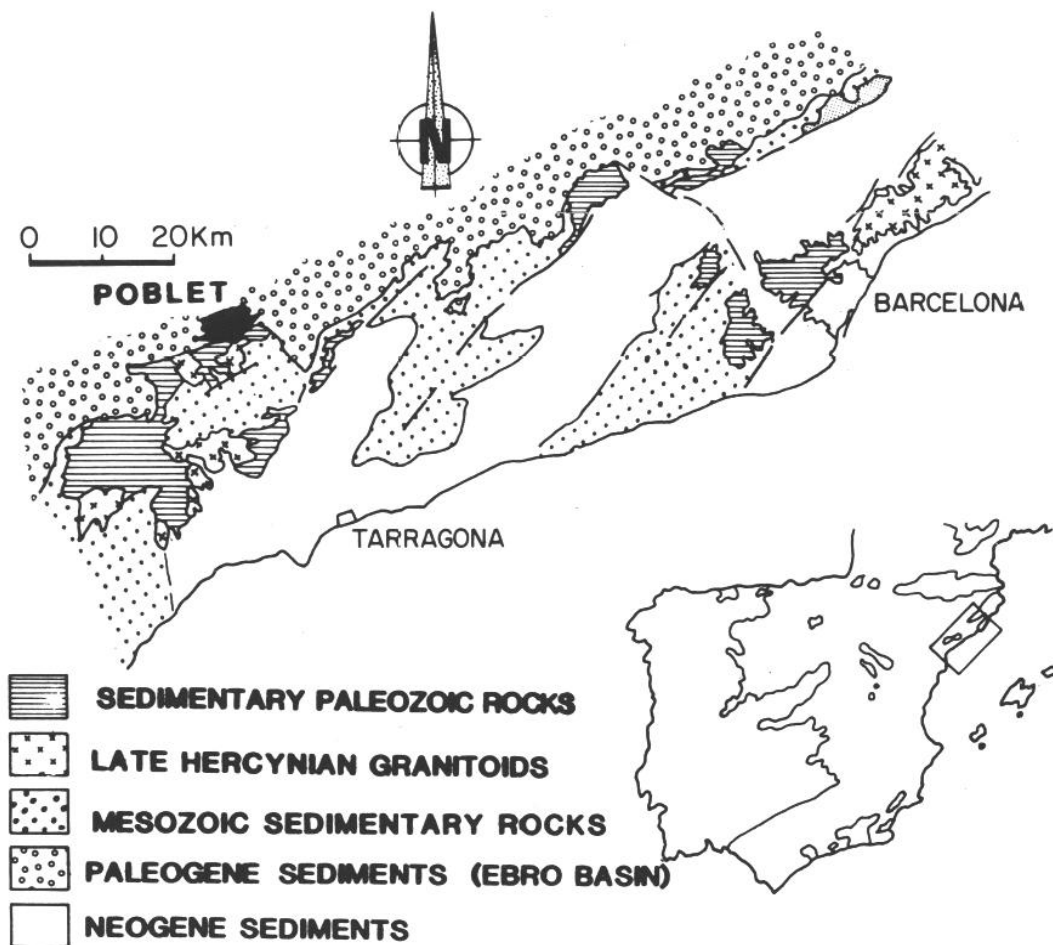 N
0 10 20Km
POBLET
BARCELONA
TARRAGONA
SEDIMENTARY PALEOZOIC ROCKS
LATE HERCYNIAN GRANITOIDS
MESOZOIC SEDIMENTARY ROCKS
PALEOGENE SEDIMENTS (EBRO BASIN)
NEOGENE SEDIMENTS